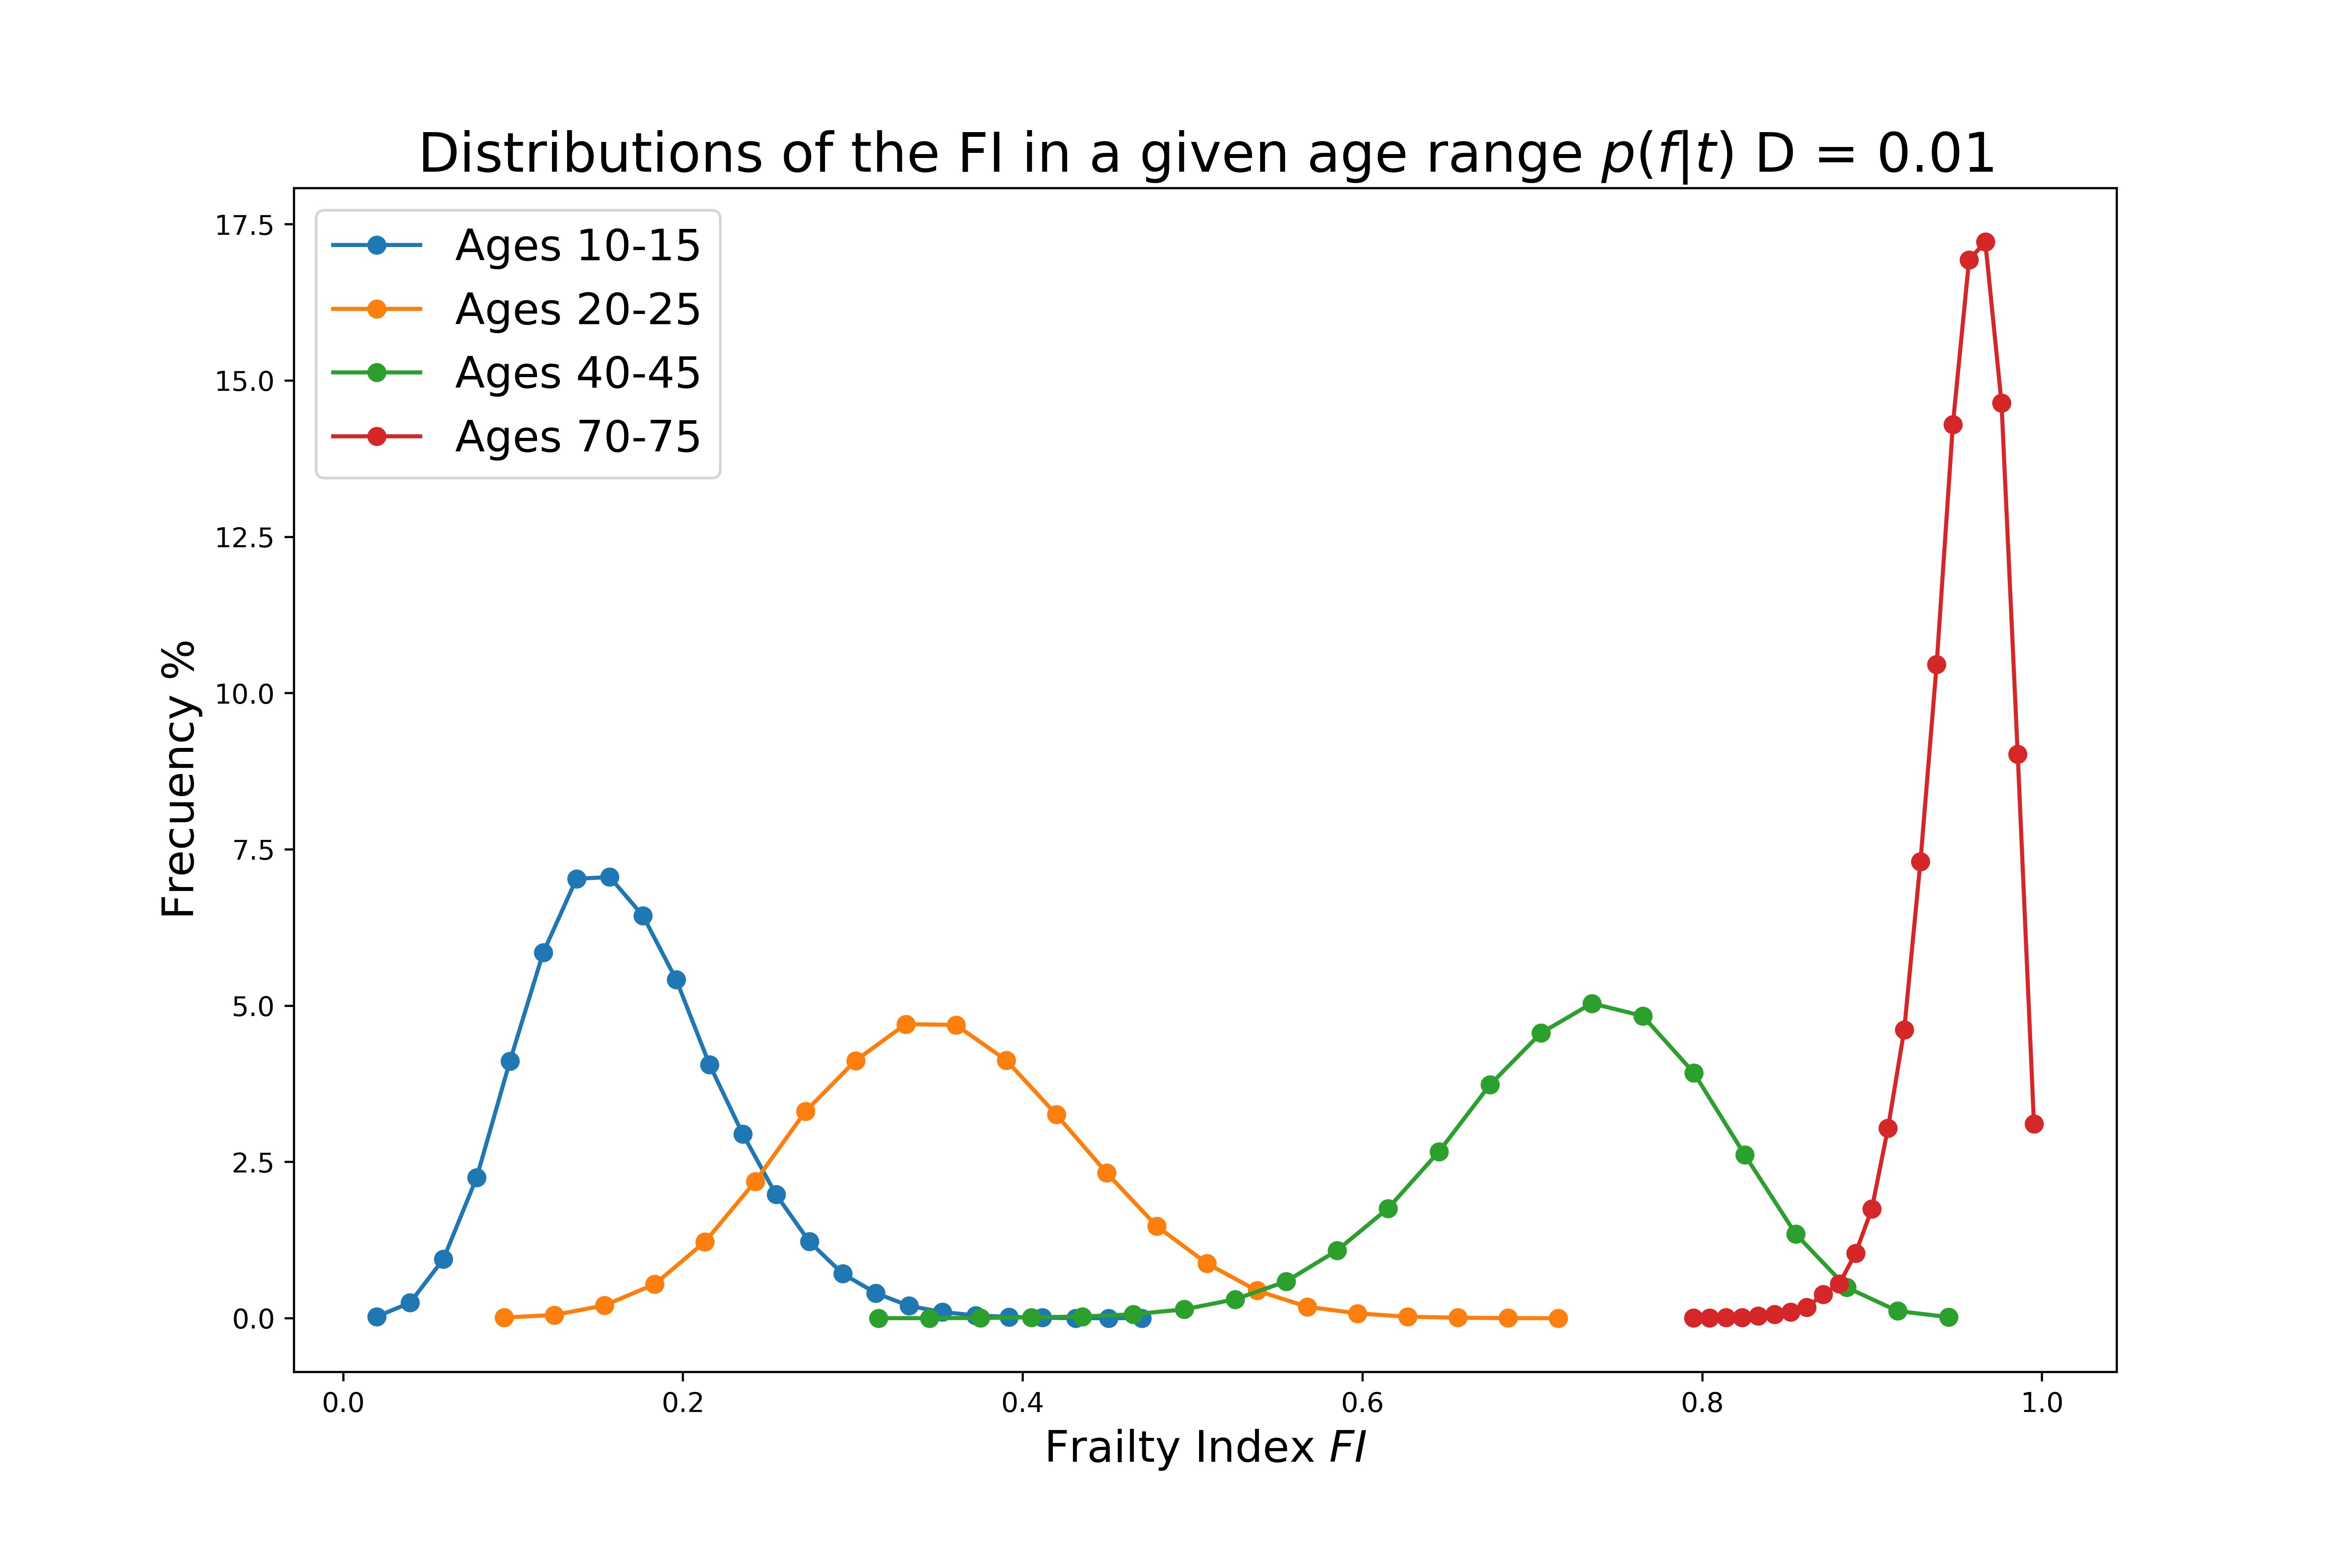 Distributions of the FI in a given age range p(f|t) D = 0.01
17.5
15.0
12.5
10.0
7.5
5.0
2.5
0.0
Frecuency %
Ages 10-15
Ages 20-25
Ages 40-45
Ages 70-75
0.0 0.2 0.4 0.6 0.8 1.0
Frailty Index FI